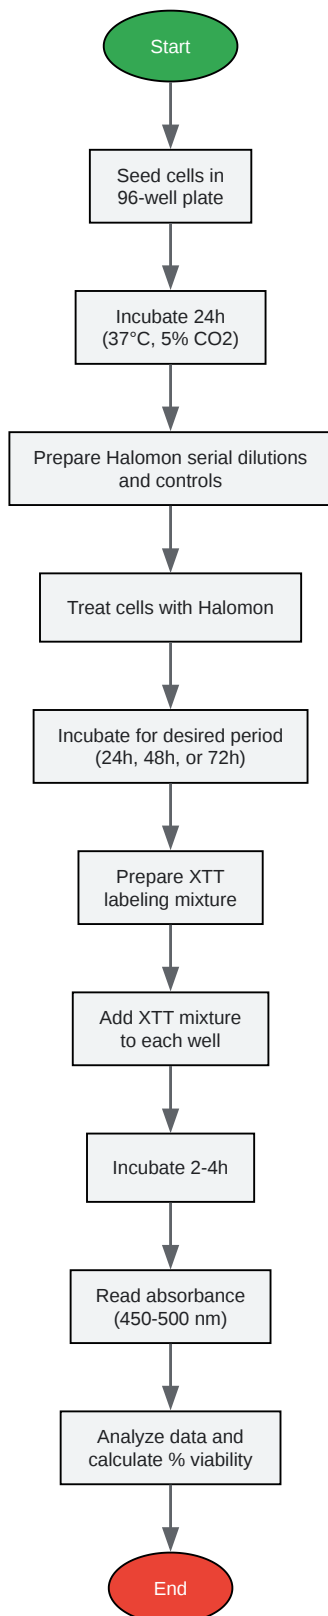 Start
Seed cells in
96-well plate
Incubate 24h
(37°C, 5% CO2)
Prepare Halomon serial dilutions
and controls
Treat cells with Halomon
Incubate for desired period
(24h, 48h, or 72h)
Prepare XTT
labeling mixture
Add XTT mixture
to each well
Incubate 2-4h
Read absorbance
(450-500 nm)
Analyze data and
calculate % viability
End